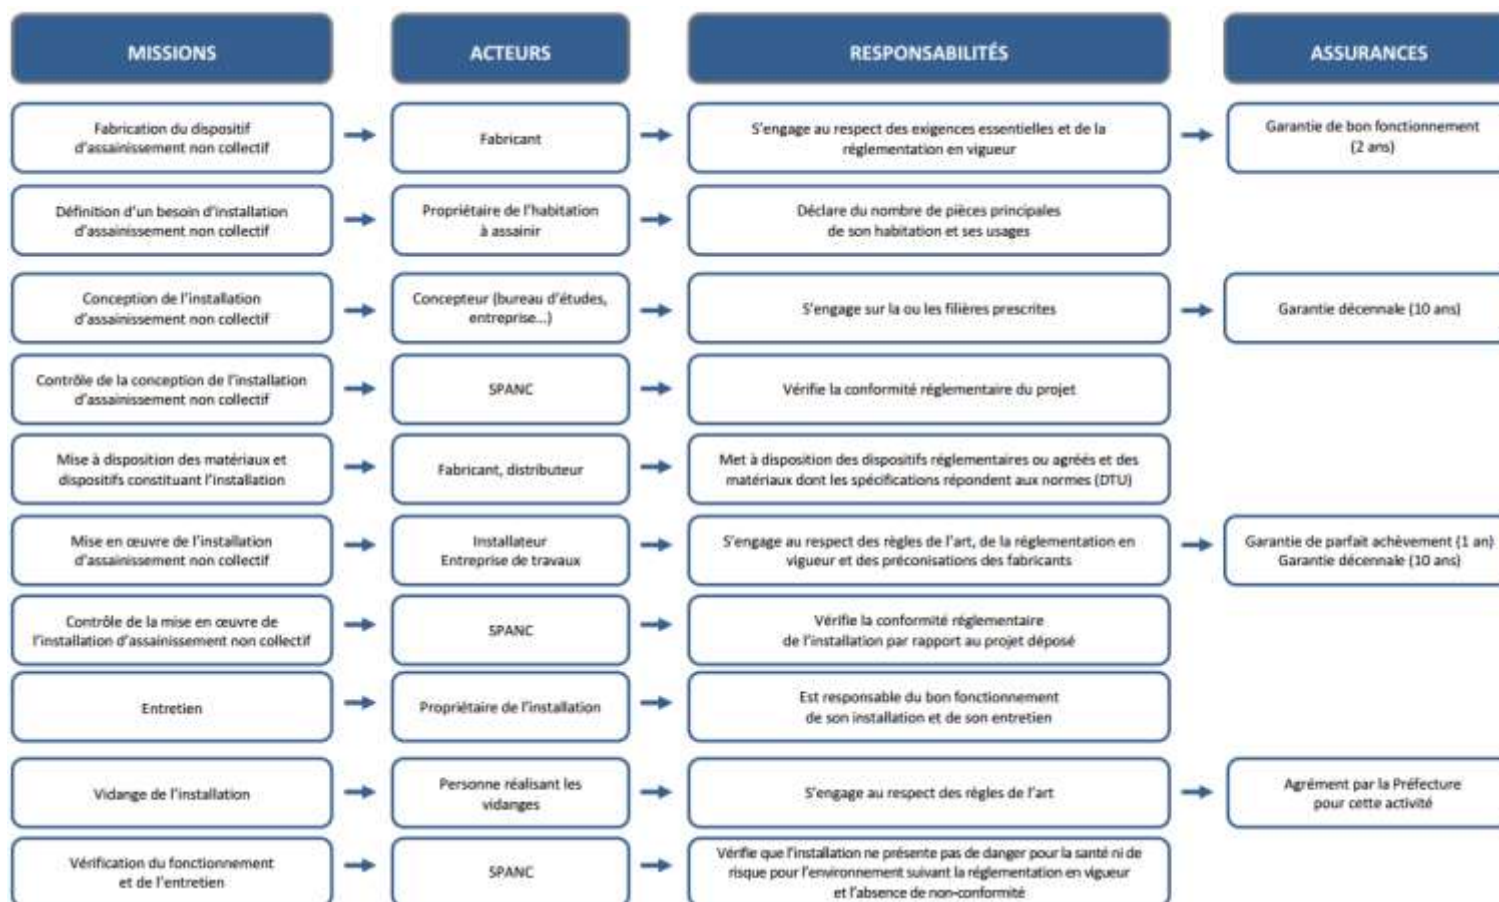 MISSIONS
ACTEURS
RESPONSABILITÉS
ASSURANCES
Fabrication du dispositif
d'assainissement non collectif
Fabricant
S'engage au respect des exigences essentielles et de la
réglementation en vigueur
Garantie de bon fonctionnement
(2 ans)
Définition d'un besoin d'installation
d'assainissement non collectif
Propriétaire de l'habitation
à assainir
Déclare du nombre de pièces principales
de son habitation et ses usages
Conception de l'installation
d'assainissement non collectif
Concepteur (bureau d'études,
entreprise...)
S'engage sur la ou les filières prescrites
Garantie décennale (10 ans)
Contrôle de la conception de l'installation
d'assainissement non collectif
SPANC
Vérifie la conformité réglementaire du projet
Mise à disposition des matériaux et
dispositifs constituant l'installation
Fabricant, distributeur
Met à disposition des dispositifs réglementaires ou agréés et des
matériaux dont les spécifications répondent aux normes (DTU)
Mise en œuvre de l'installation
d'assainissement non collectif
Installateur
Entreprise de travaux
S'engage au respect des règles de l'art, de la réglementation en
vigueur et des préconisations des fabricants
Garantie de parfait achèvement (1 an)
Garantie décennale (10 ans)
Contrôle de la mise en œuvre de
l'installation d'assainissement non collectif
SPANC
Vérifie la conformité réglementaire
de l'installation par rapport au projet déposé
Entretien
Propriétaire de l'installation
Est responsable du bon fonctionnement
de son installation et de son entretien
Vidange de l'installation
Personne réalisant les
vidanges
S'engage au respect des règles de l'art
Agrément par la Préfecture
pour cette activité
Vérification du fonctionnement
et de l'entretien
SPANC
Vérifie que l'installation ne présente pas de danger pour la santé ni de
risque pour l'environnement suivant la réglementation en vigueur
et l'absence de non-conformité